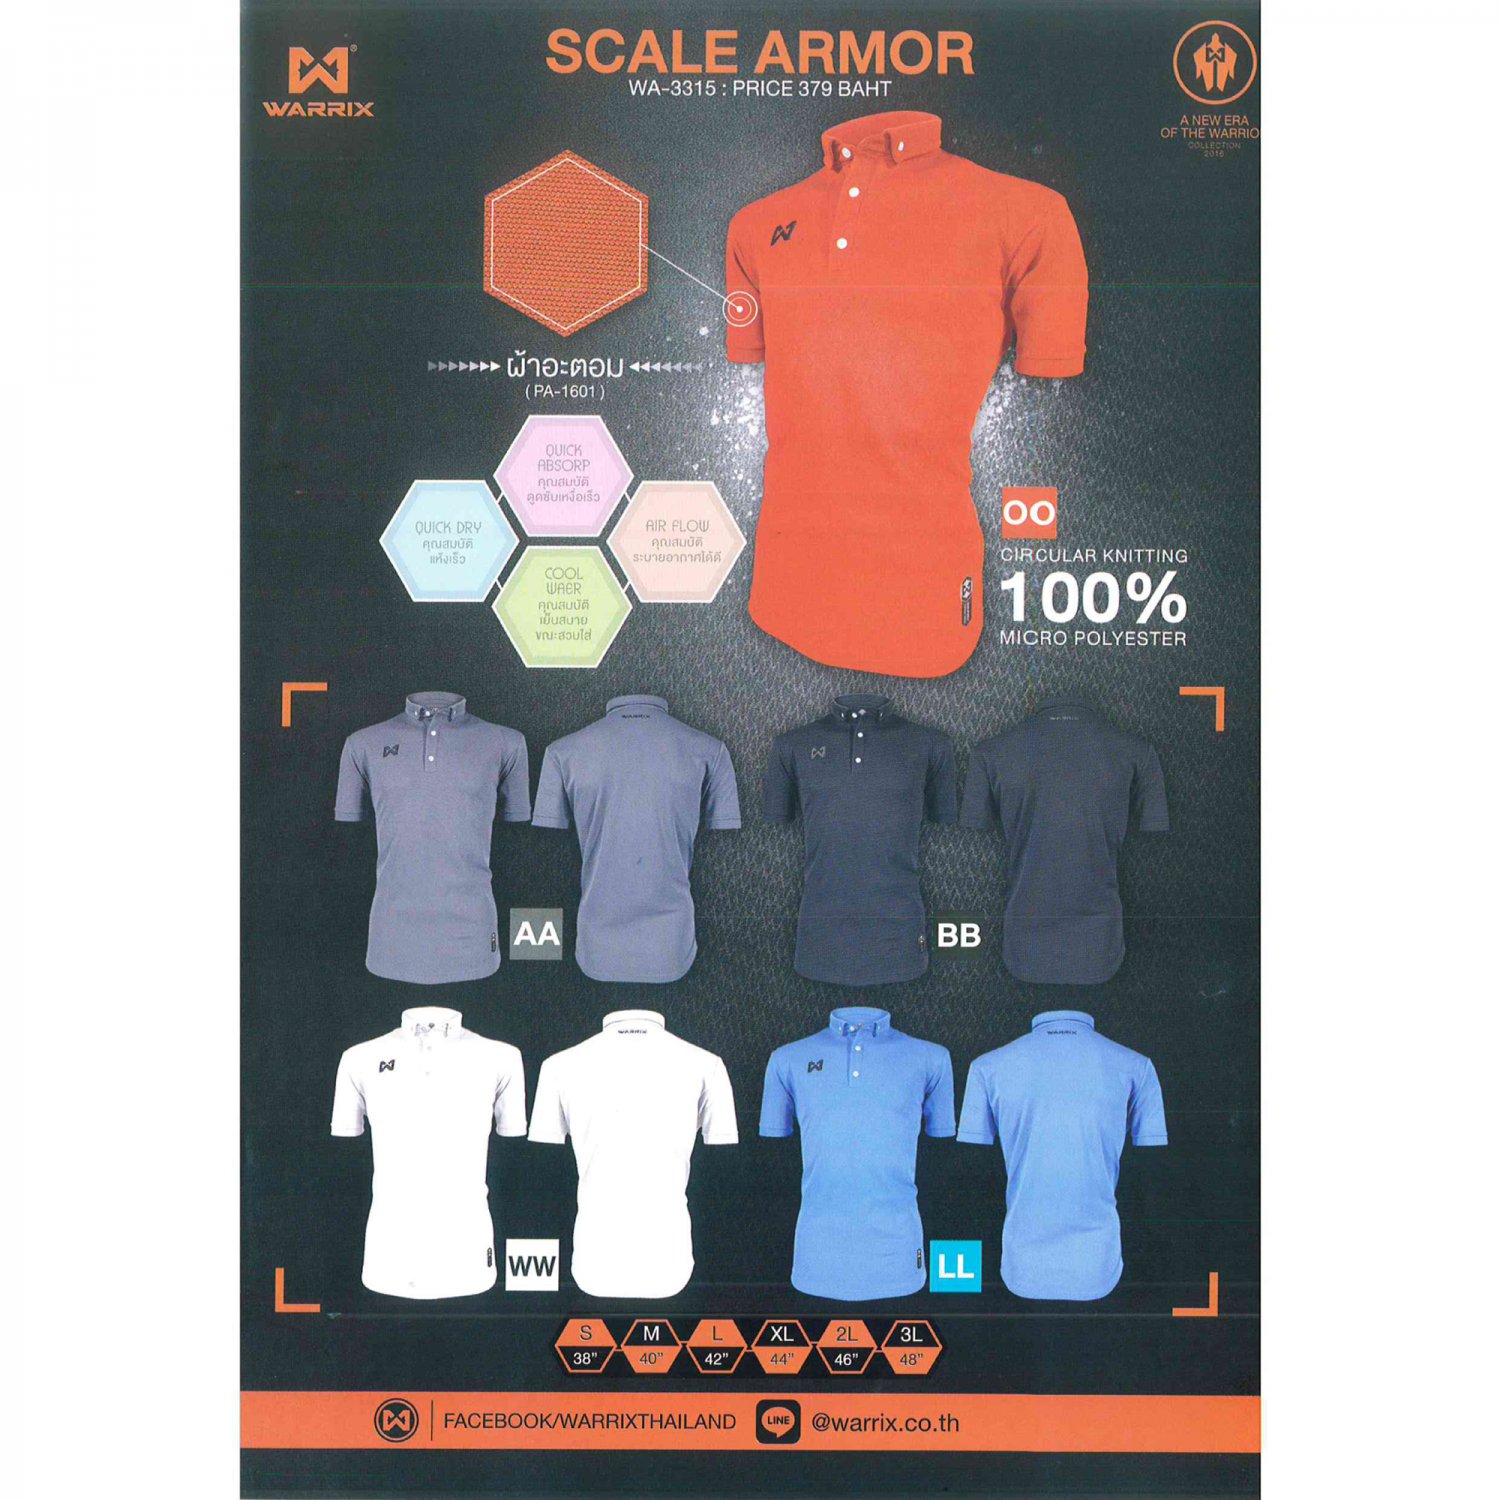 WARRIX
SCALE ARMOR
WA-3315 : PRICE 379 BAHT
A NEW ERA
OF THE WARRIO
COLLECTION
2016
ผ้าอะตอม
( PA-1601 )
QUICK
ABSORP
คุณสมบัติ
ดูดซับเหงื่อเร็ว
QUICK DRY
คุณสมบัติ
แห้งเร็ว
AIR FLOW
คุณสมบัติ
ระบายอากาศได้ดี
COOL
WAER
คุณสมบัติ
เย็นสบาย
ขณะสวมใส่
OO
CIRCULAR KNITTING
100%
MICRO POLYESTER
WARRIX
AA
BB
WARRIX
WARRIX
WW
LL
S M L XL 2L 3L
38” 40” 42” 44” 46” 48”
FACEBOOK/WARRIXTHAILAND LINE @warrix.co.th